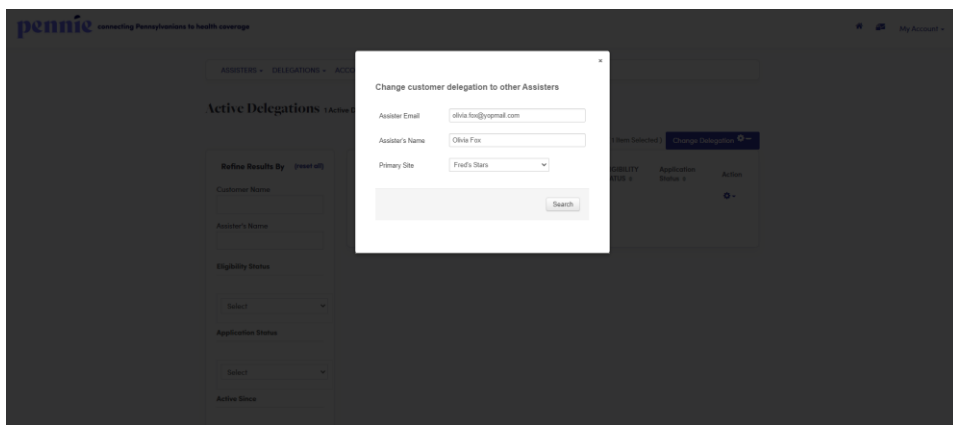 pennie connecting Pennsylvanians to health coverage
My Account
ASSISTERS DELEGATIONS
Active Delegations
Change customer delegation to other Assisters
Assister Email olivia.fox@yopmail.com
Assister's Name Olivia Fox
Primary Site Fred's Stars
Search
Item Selected ) Change Delegation
Refine Results By (reset all)
Customer Name
Application
Status
Action
Assister's Name
Eligibility Status
Select
Application Status
Select
Active Since